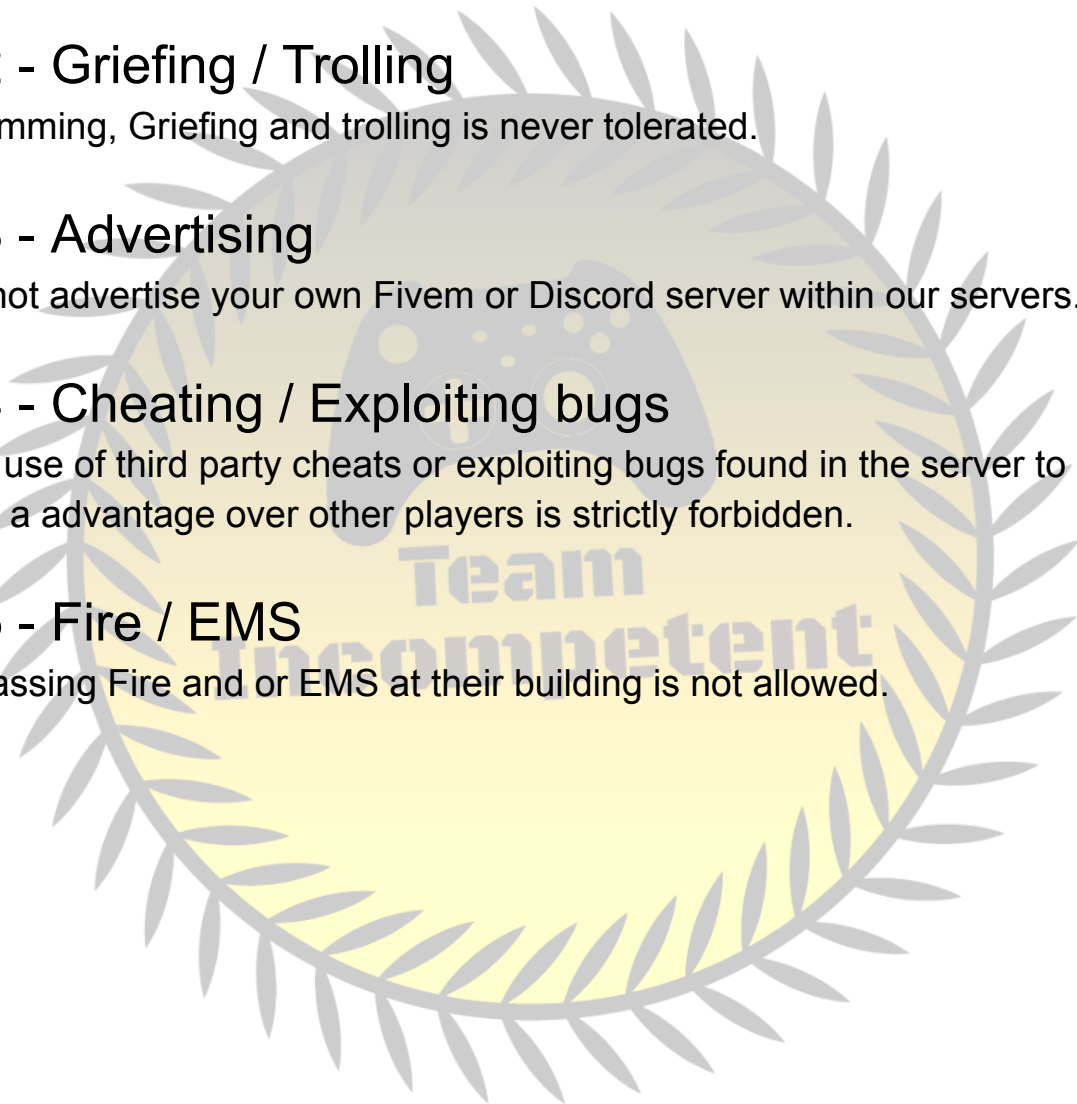 - Griefing / Trolling
mming, Griefing and trolling is never tolerated.
- Advertising
not advertise your own Fivem or Discord server within our servers.
- Cheating / Exploiting bugs
use of third party cheats or exploiting bugs found in the server to
a advantage over other players is strictly forbidden.
- Fire / EMS
assing Fire and or EMS at their building is not allowed.
Team
Incompetent